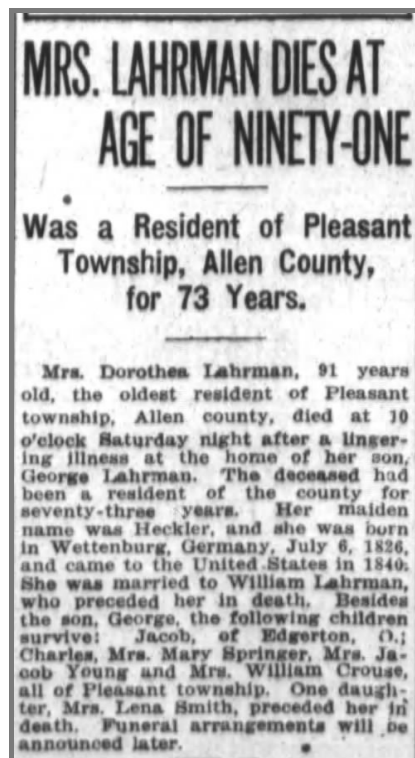 MRS. LAHRMAN DIES AT
AGE OF NINETY-ONE
Was a Resident of Pleasant
Township, Allen County,
for 73 Years.
Mrs. Dorothea Lahrman, 91 years
old, the oldest resident of Pleasant
township, Allen county, died at 10
o'clock Saturday night after a linger-
ing illness at the home of her son,
George Lahrman. The deceased had
been a resident of the county for
seventy-three years. Her maiden
name was Heckler, and she was born
in Wettenburg, Germany, July 6, 1826,
and came to the United States in 1840.
She was married to William Lahrman,
who preceded her in death. Besides
the son, George, the following children
survive: Jacob, of Edgerton, O.;
Charles, Mrs. Mary Springer, Mrs. Ja-
cob Young and Mrs. William Crouse,
all of Pleasant township. One daugh-
ter, Mrs. Lena Smith, preceded her in
death. Funeral arrangements will be
announced later.